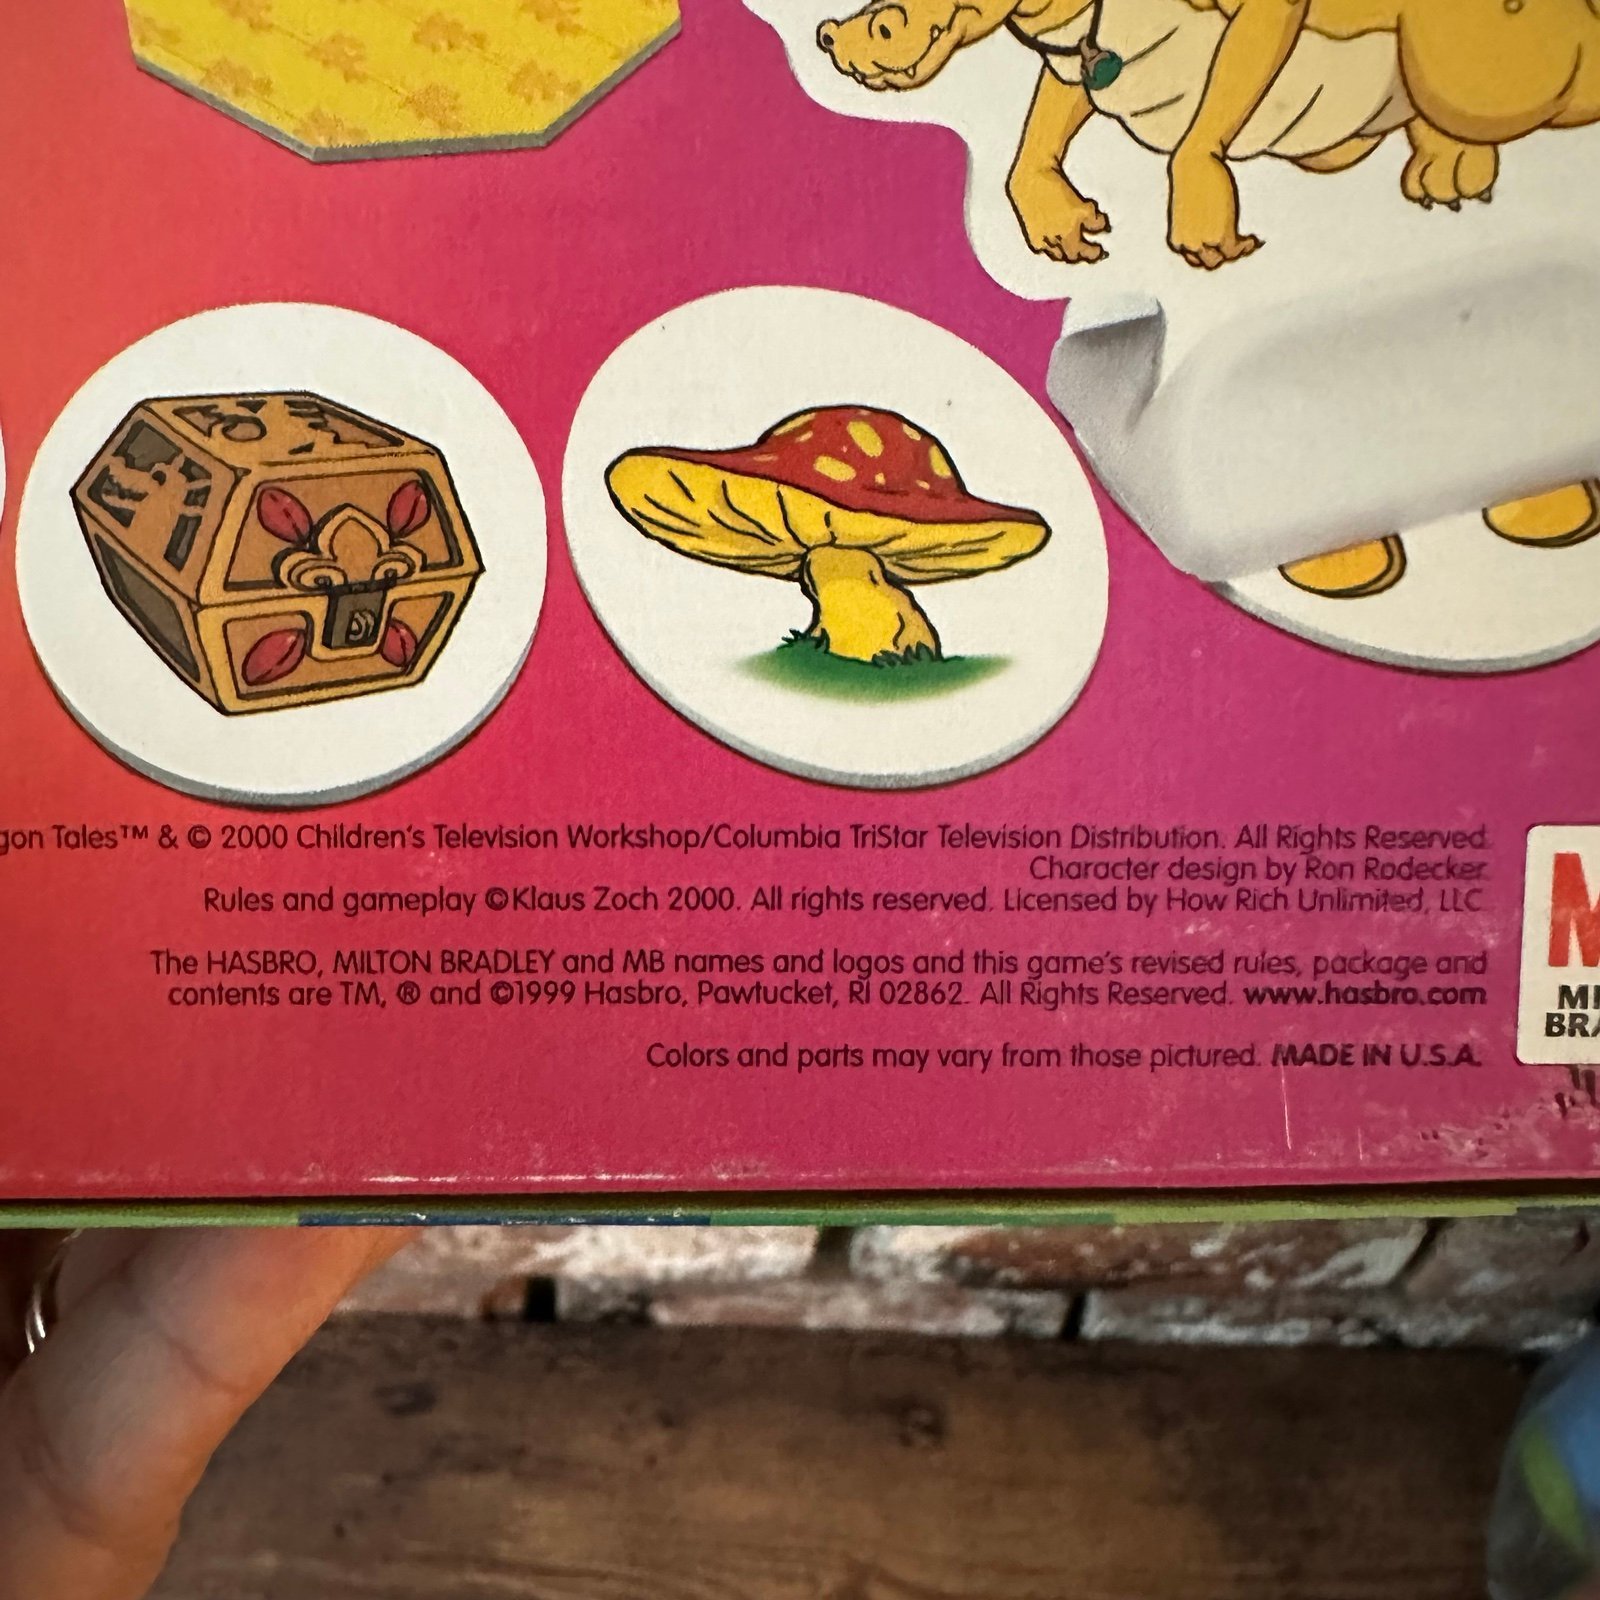 gon Tales™ & © 2000 Children's Television Workshop/Columbia TriStar Television Distribution. All Rights Reserved
Character design by Ron Rodecker.
Rules and gameplay © Klaus Zoch 2000. All rights reserved. Licensed by How Rich Unlimited, LLC
The HASBRO, MILTON BRADLEY and MB names and logos and this game's revised rules, package and
contents are TM, ® and ©1999 Hasbro, Pawtucket, RI 02862. All Rights Reserved. www.hasbro.com
Colors and parts may vary from those pictured. MADE IN U.S.A.
M
MI
BRA